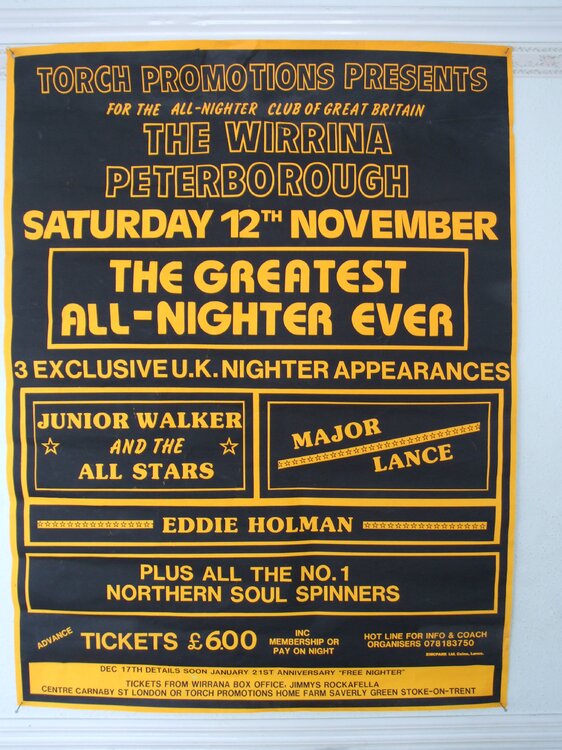 TORCH PROMOTIONS PRESENTS
FOR THE ALL-NIGHTER CLUB OF GREAT BRITAIN
THE WIRRINA
PETERBOROUGH
SATURDAY 12TH NOVEMBER
THE GREATEST
ALL-NIGHTER EVER
3 EXCLUSIVE U.K. NIGHTER APPEARANCES
JUNIOR WALKER
AND THE
ALL STARS
MAJOR
LANCE
EDDIE HOLMAN
PLUS ALL THE NO.1
NORTHERN SOUL SPINNERS
ADVANCE
TICKETS £6.00
INC
MEMBERSHIP OR
PAY ON NIGHT
HOT LINE FOR INFO & COACH
ORGANISERS 078183750
DEC 17TH DETAILS SOON JANUARY 21ST ANNIVERSARY "FREE NIGHTER"
TICKETS FROM WIRRANA BOX OFFICE, JIMMYS ROCKAFELLA
CENTRE CARNABY ST LONDON OR TORCH PROMOTIONS HOME FARM SAVERLY GREEN STOKE-ON-TRENT